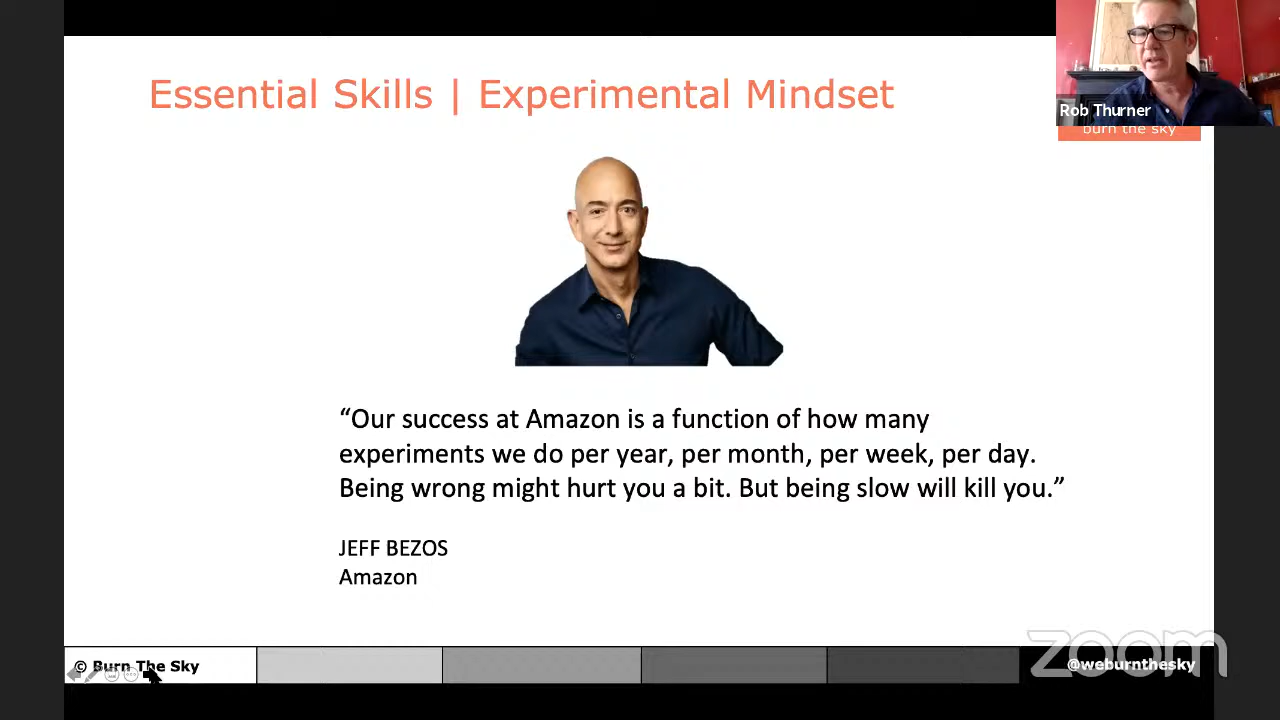 Essential Skills | Experimental Mindset
Rob Thurner
burn the sky
“Our success at Amazon is a function of how many
experiments we do per year, per month, per week, per day.
Being wrong might hurt you a bit. But being slow will kill you.”
JEFF BEZOS
Amazon
© Burn The Sky
zoom
@weburnthesky